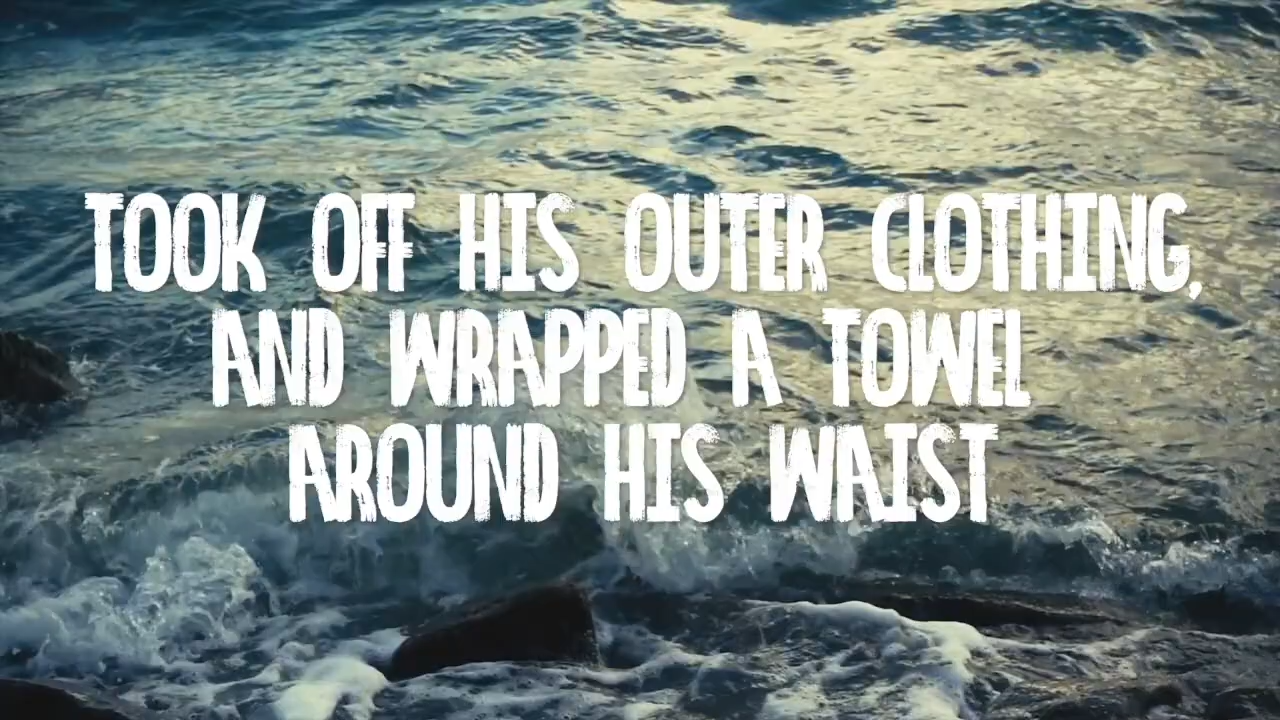 TOOK OFF HIS OUTER CLOTHING,
AND WRAPPED A TOWEL
AROUND HIS WAIST